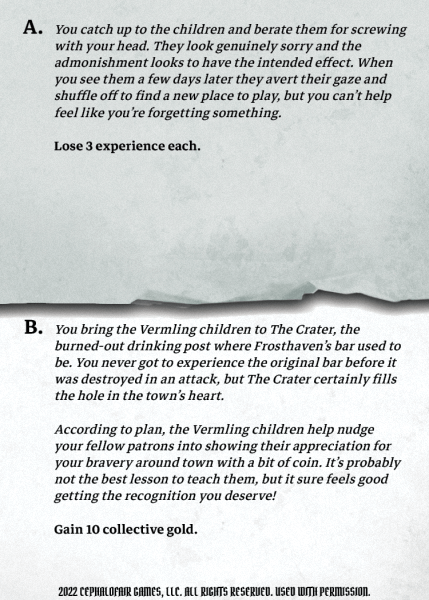 A. You catch up to the children and berate them for screwing
with your head. They look genuinely sorry and the
admonishment looks to have the intended effect. When
you see them a few days later they avert their gaze and
shuffle off to find a new place to play, but you can't help
feel like you're forgetting something.
Lose 3 experience each.
B. You bring the Vermling children to The Crater, the
burned-out drinking post where Frosthaven's bar used to
be. You never got to experience the original bar before it
was destroyed in an attack, but The Crater certainly fills
the hole in the town's heart.
According to plan, the Vermling children help nudge
your fellow patrons into showing their appreciation for
your bravery around town with a bit of coin. It's probably
not the best lesson to teach them, but it sure feels good
getting the recognition you deserve!
Gain 10 collective gold.
2022 CEPHALOFAIR GAMES, LLC. ALL RIGHTS RESERVED. USED WITH PERMISSION.